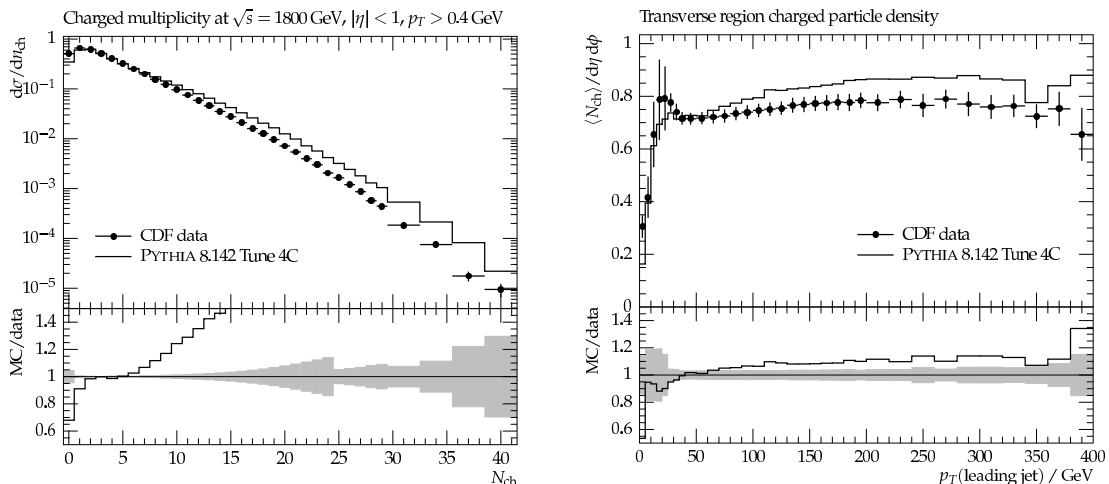 Charged multiplicity at √s = 1800 GeV, |η| < 1, p_T > 0.4 GeV
dσ/dn_ch
1
10⁻¹
10⁻²
10⁻³
10⁻⁴
10⁻⁵
CDF data
PYTHIA 8.142 Tune 4C
MC/data
1.4
1.2
1
0.8
0.6
0 5 10 15 20 25 30 35 40
N_ch
Transverse region charged particle density
⟨N_ch⟩/dη dϕ
1
0.8
0.6
0.4
0.2
0
CDF data
PYTHIA 8.142 Tune 4C
MC/data
1.4
1.2
1
0.8
0.6
0 50 100 150 200 250 300 350 400
p_T(leading jet) / GeV